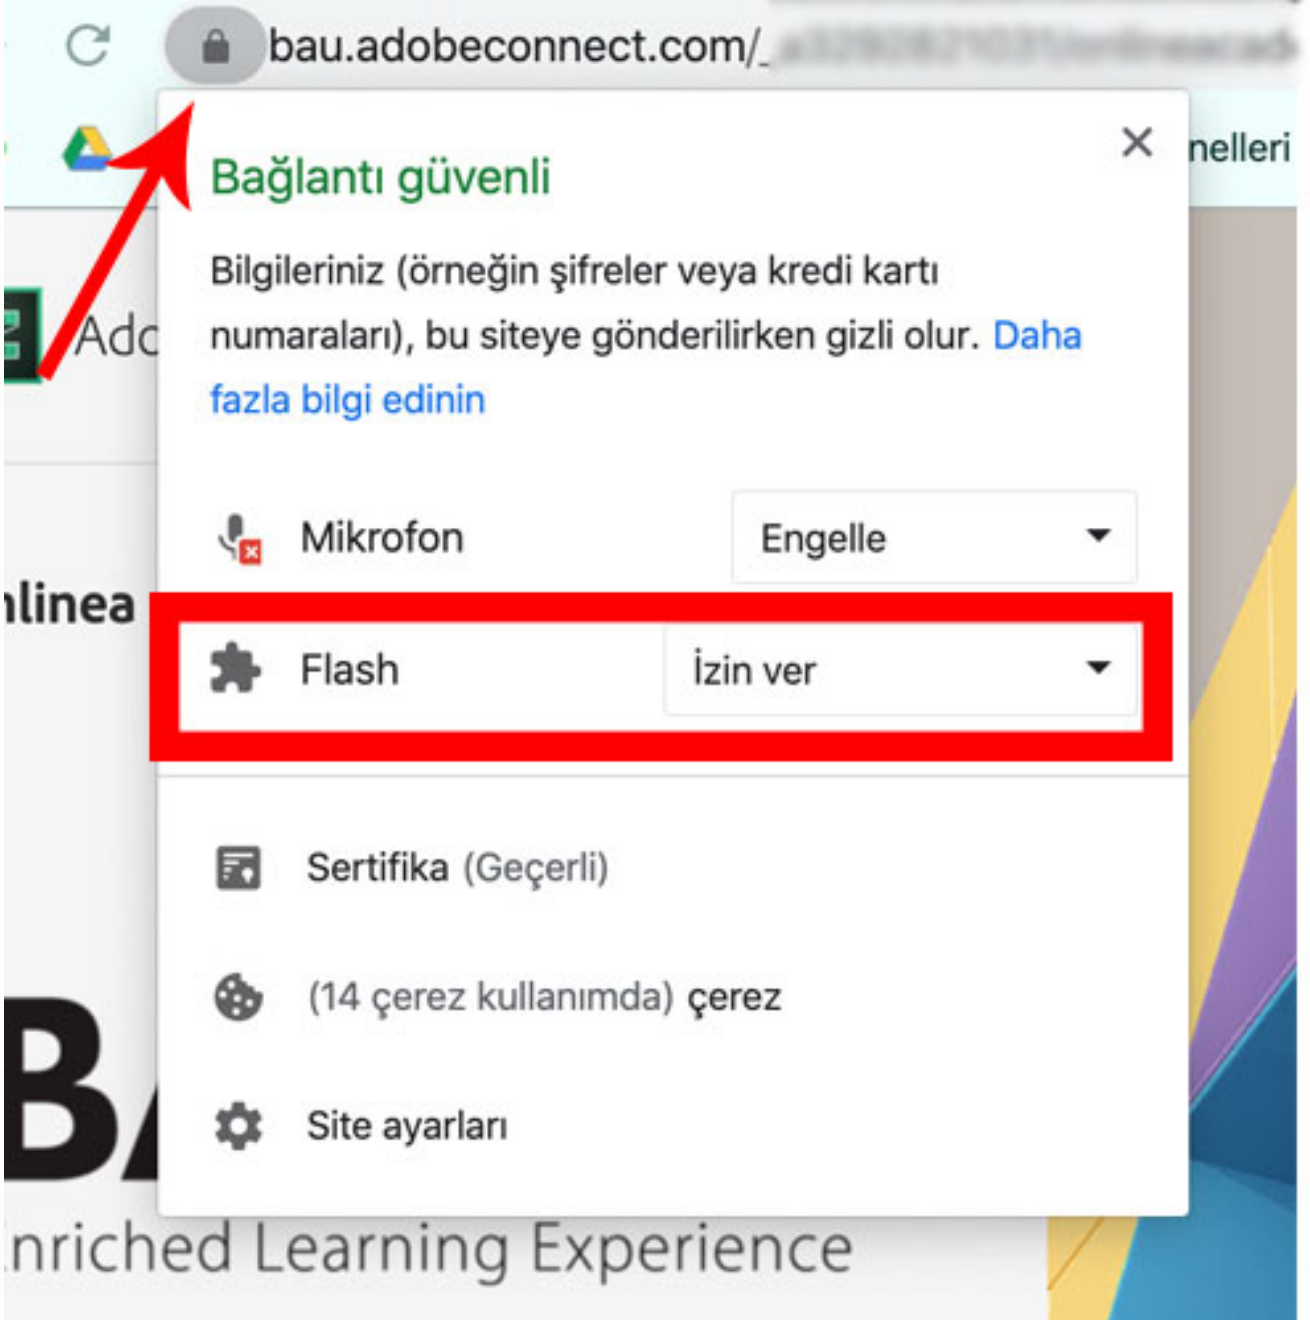 bau.adobeconnect.com/_
nelleri
Bağlantı güvenli
Bilgileriniz (örneğin şifreler veya kredi kartı
numaraları), bu siteye gönderilirken gizli olur. Daha
fazla bilgi edinin
Ado
Mikrofon Engelle
nlinea
Flash İzin ver
Sertifika (Geçerli)
(14 çerez kullanımda) çerez
BA
Site ayarları
nriched Learning Experience